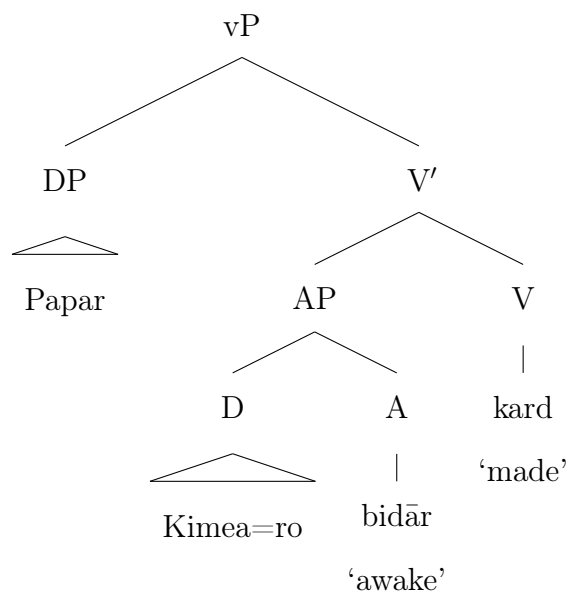 vP
DP V′
Papar AP V
D A kard
‘made’
Kimea=ro bidār
‘awake’